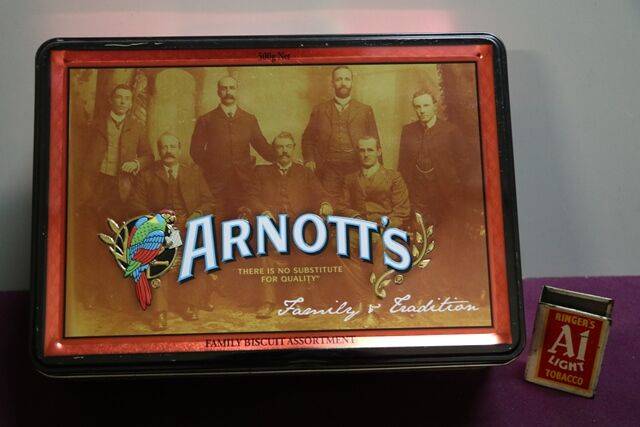 500g Net
ARNOTT'S
THERE IS NO SUBSTITUTE
FOR QUALITY
Family & Tradition
FAMILY BISCUIT ASSORTMENT
RINGER'S
A1
LIGHT
TOBACCO